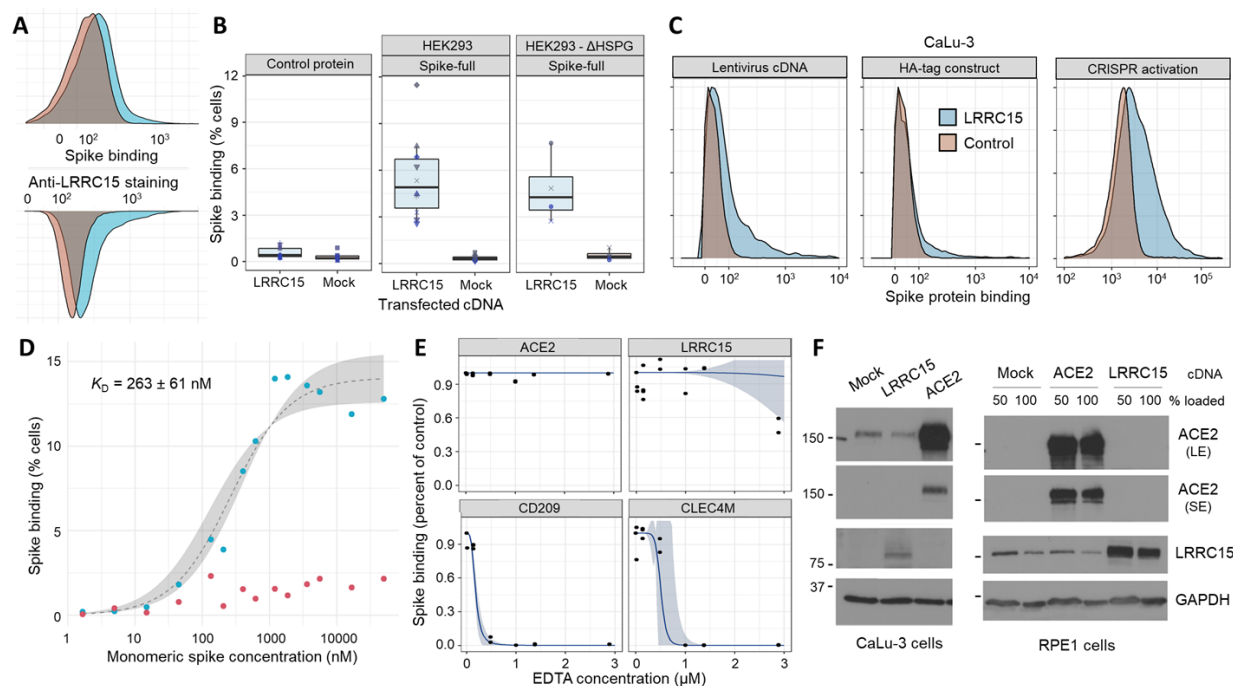 A
0 10² 10³
Spike binding
Anti-LRRC15 staining
0 10² 10³
B
HEK293 HEK293 - ΔHSPG
Control protein Spike-full Spike-full
Spike binding (% cells)
12
9
6
3
0
LRRC15 Mock LRRC15 Mock LRRC15 Mock
Transfected cDNA
C
CaLu-3
Lentivirus cDNA HA-tag construct CRISPR activation
LRRC15
Control
0 10² 10³ 10⁴ 0 10² 10³ 10⁴ 10² 10³ 10⁴ 10⁵
Spike protein binding
D
K_D = 263 ± 61 nM
Spike binding (% cells)
15
10
5
0
1 10 100 1000 10000
Monomeric spike concentration (nM)
E
ACE2 LRRC15
Spike binding (percent of control)
0.9
0.6
0.3
0.0
CD209 CLEC4M
0.9
0.6
0.3
0.0
0 1 2 3 0 1 2 3
EDTA concentration (µM)
F
Mock LRRC15 ACE2
150
150
75
37
CaLu-3 cells
Mock ACE2 LRRC15 cDNA
50 100 50 100 50 100 % loaded
ACE2
(LE)
ACE2
(SE)
LRRC15
GAPDH
RPE1 cells